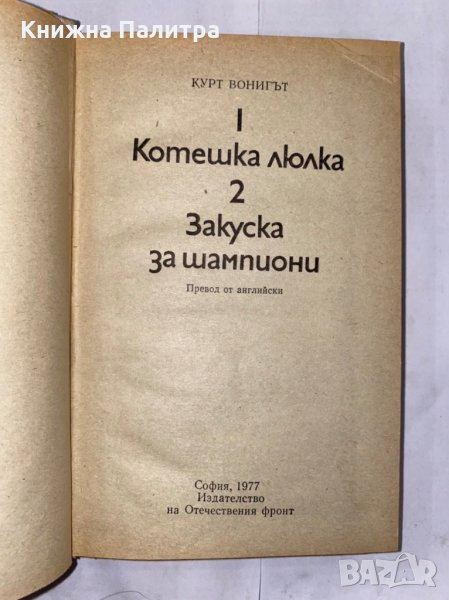 Книжна Палитра
КУРТ ВОНИГЪТ
1
Котешка люлка
2
Закуска
за шампиони
Превод от английски
София, 1977
Издателство
на Отечествения фронт
BAZAR